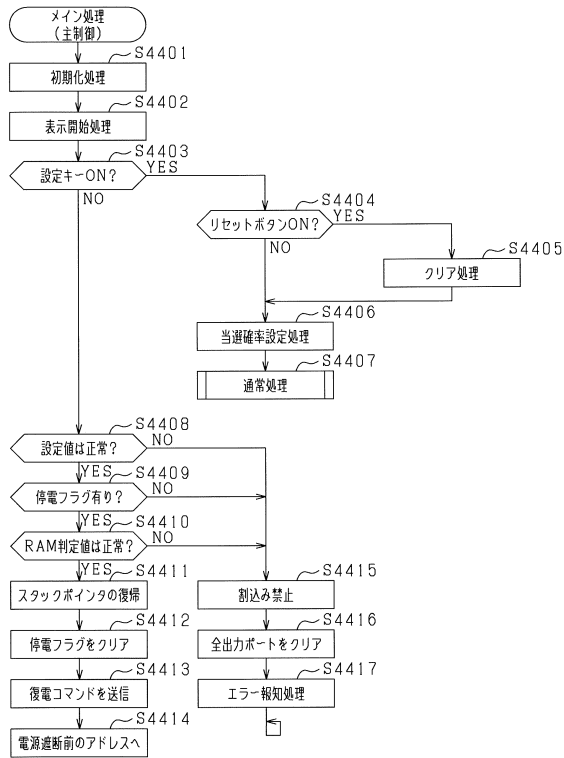 メイン処理
(主制御)
S4401
初期化処理
S4402
表示開始処理
S4403
設定キーON?
YES
NO
S4404
リセットボタンON?
YES
NO
S4405
クリア処理
S4406
当選確率設定処理
S4407
通常処理
S4408
設定値は正常?
NO
YES
S4409
停電フラグ有り?
NO
YES
S4410
RAM判定値は正常?
NO
YES
S4411
スタックポインタの復帰
S4412
停電フラグをクリア
S4413
復電コマンドを送信
S4414
電源遮断前のアドレスへ
S4415
割込み禁止
S4416
全出力ポートをクリア
S4417
エラー報知処理